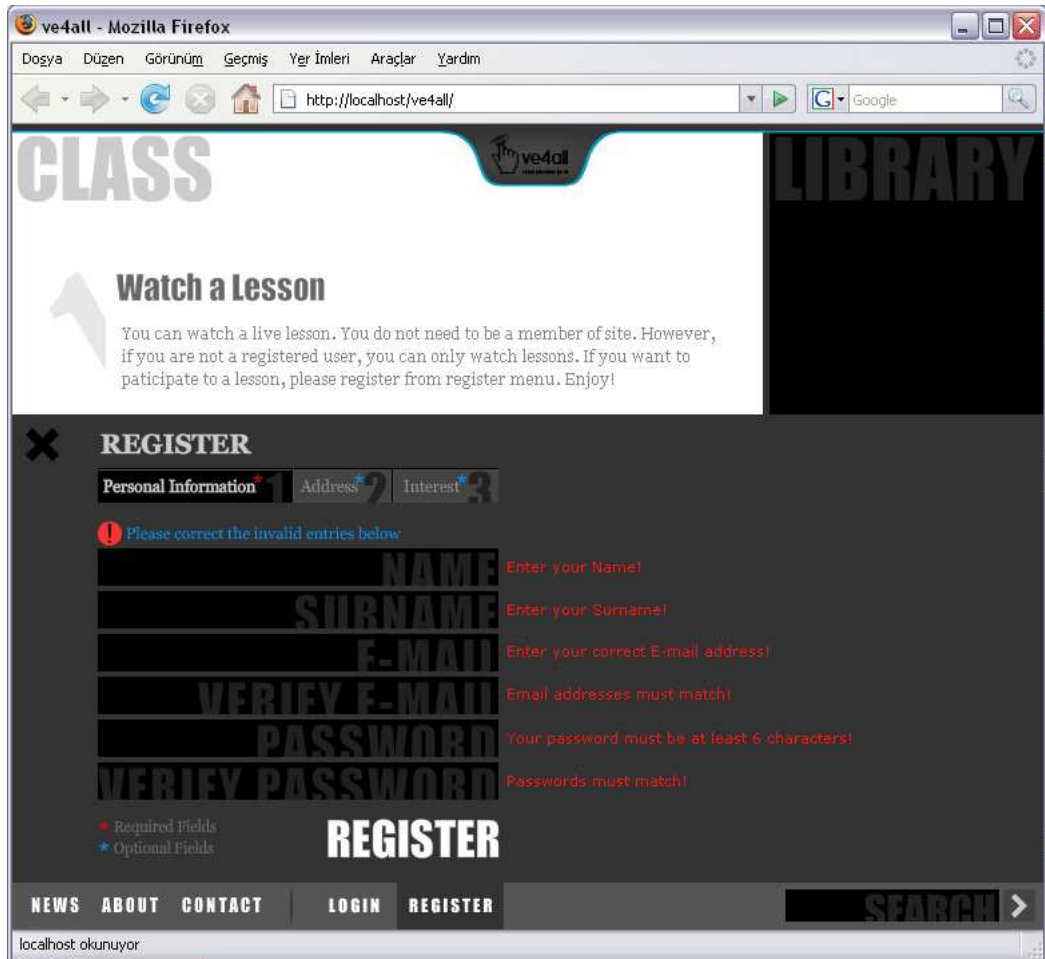 ve4all - Mozilla Firefox
Dosya Düzen Görünüm Geçmiş Yer İmleri Araçlar Yardım
http://localhost/ve4all/ G Google
CLASS
ve4all
LIBRARY
1
Watch a Lesson
You can watch a live lesson. You do not need to be a member of site. However,
if you are not a registered user, you can only watch lessons. If you want to
paticipate to a lesson, please register from register menu. Enjoy!
REGISTER
Personal Information* 1 Address* 2 Interest* 3
! Please correct the invalid entries below
NAME Enter your Name!
SURNAME Enter your Surname!
E-MAIL Enter your correct E-mail address!
VERIFY E-MAIL Email addresses must match!
PASSWORD Your password must be at least 6 characters!
VERIFY PASSWORD Passwords must match!
* Required Fields
* Optional Fields
REGISTER
NEWS ABOUT CONTACT LOGIN REGISTER SEARCH
localhost okunuyor